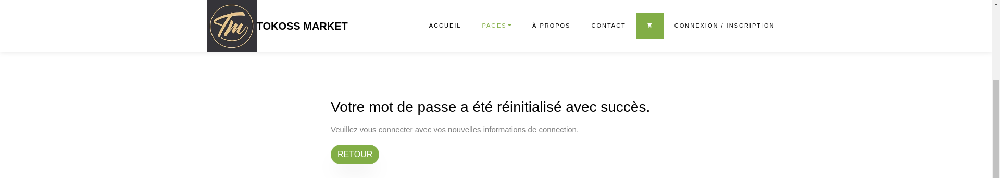 Tm TOKOSS MARKET
ACCUEIL PAGES À PROPOS CONTACT CONNEXION / INSCRIPTION
Votre mot de passe a été réinitialisé avec succès.
Veuillez vous connecter avec vos nouvelles informations de connection.
RETOUR